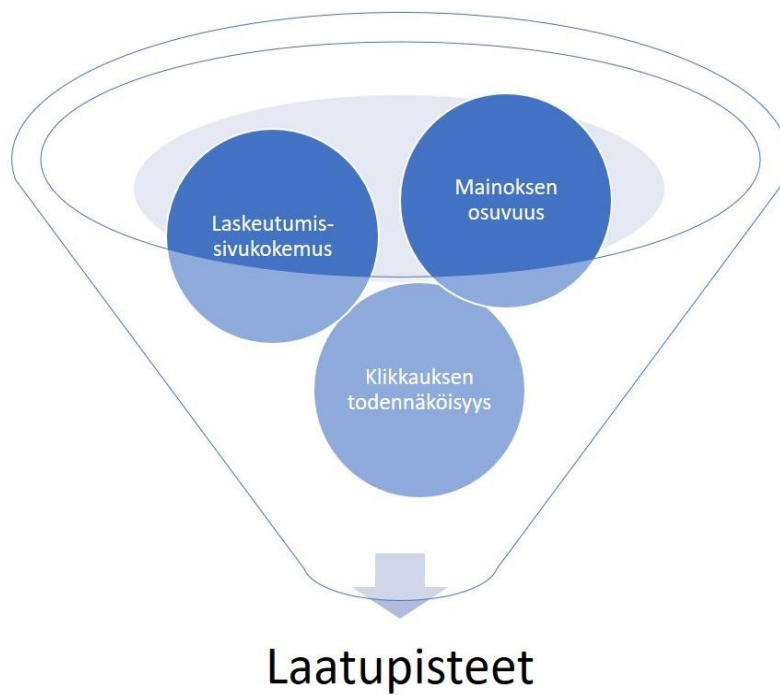 Mainoksen
osuvuus
Laskeutumis-
sivukokemus
Klikkauksen
todennäköisyys
Laatupisteet